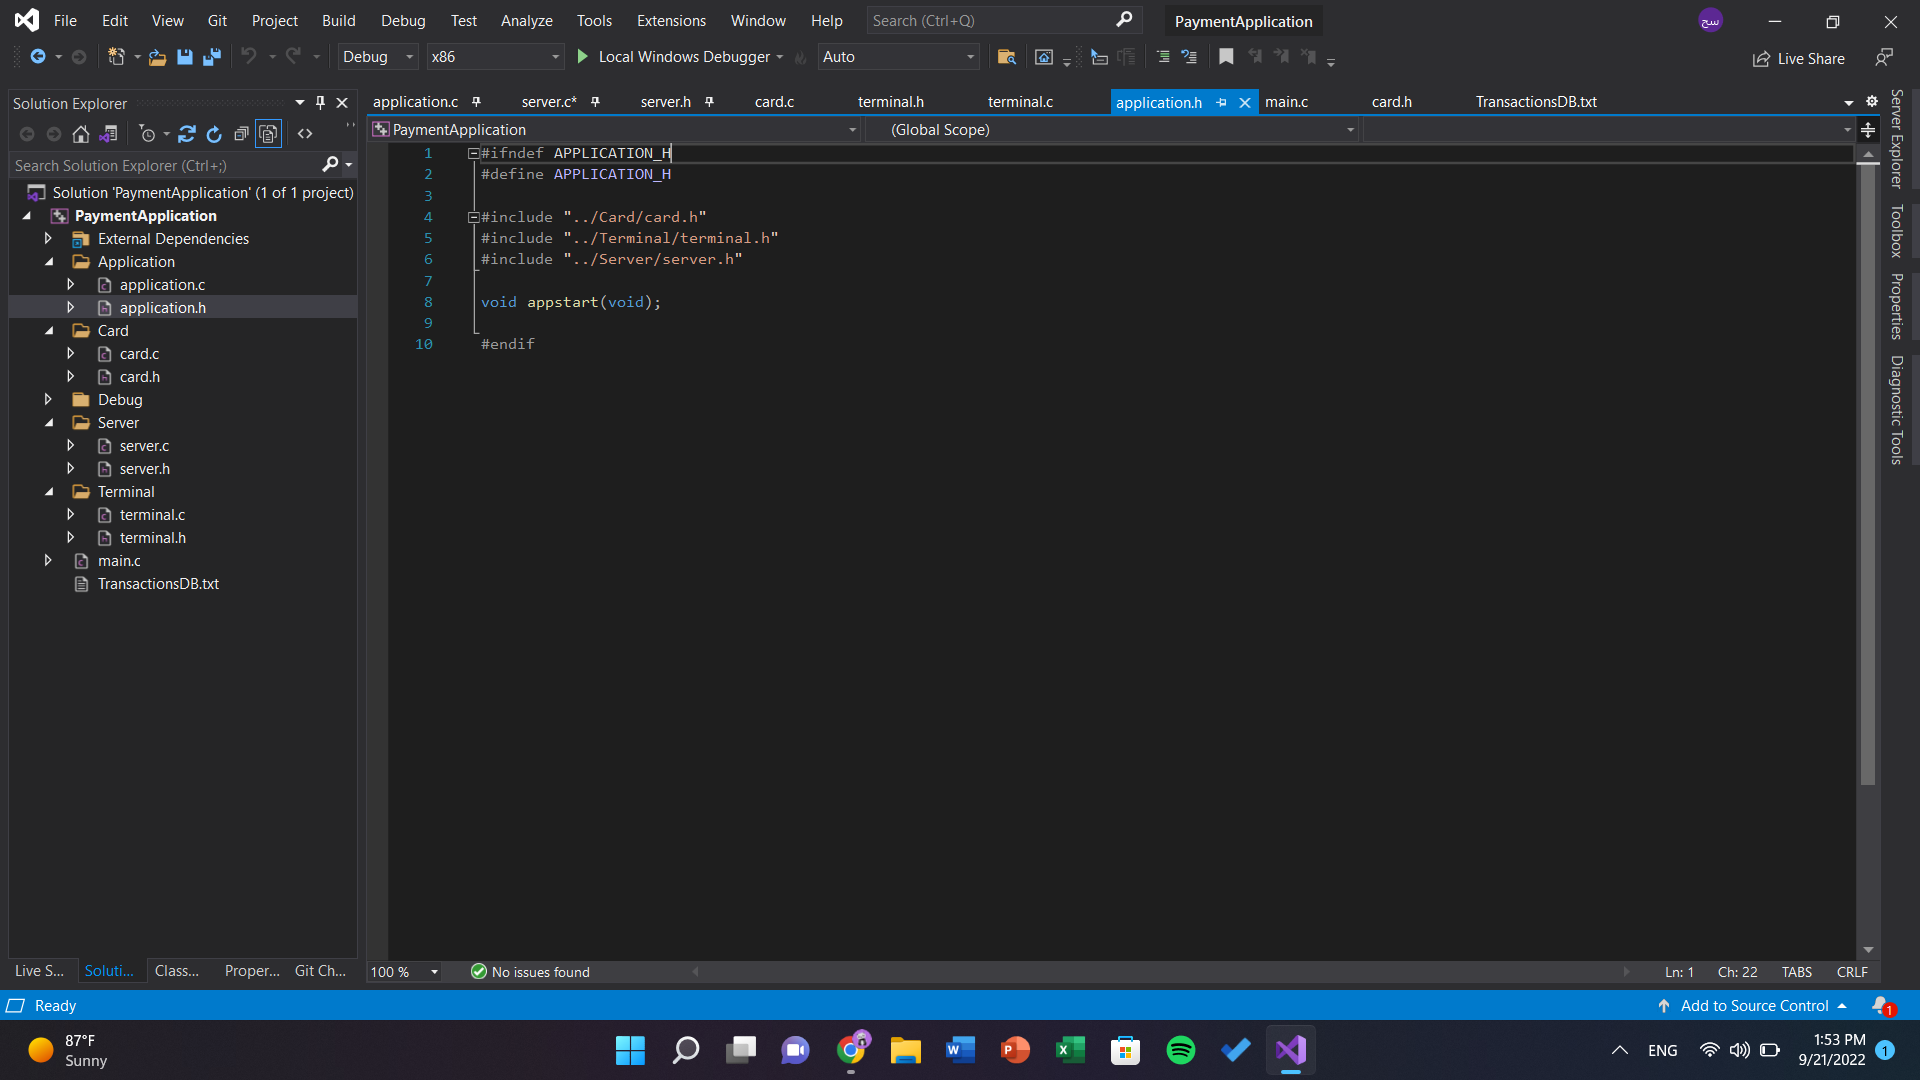 File Edit View Git Project Build Debug Test Analyze Tools Extensions Window Help Search (Ctrl+Q) PaymentApplication سح
Debug x86 Local Windows Debugger Auto Live Share
Solution Explorer
application.c server.c* server.h card.c terminal.h terminal.c application.h main.c card.h TransactionsDB.txt
PaymentApplication (Global Scope)
Search Solution Explorer (Ctrl+;)
Solution 'PaymentApplication' (1 of 1 project)
PaymentApplication
External Dependencies
Application
application.c
application.h
Card
card.c
card.h
Debug
Server
server.c
server.h
Terminal
terminal.c
terminal.h
main.c
TransactionsDB.txt
1 #ifndef APPLICATION_H
2 #define APPLICATION_H
3
4 #include "../Card/card.h"
5 #include "../Terminal/terminal.h"
6 #include "../Server/server.h"
7
8 void appstart(void);
9
10 #endif
Server Explorer
Toolbox
Properties
Diagnostic Tools
Live S... Soluti... Class... Proper... Git Ch...
100 % No issues found Ln: 1 Ch: 22 TABS CRLF
Ready Add to Source Control 1
87°F
Sunny
ENG
1:53 PM
9/21/2022
1